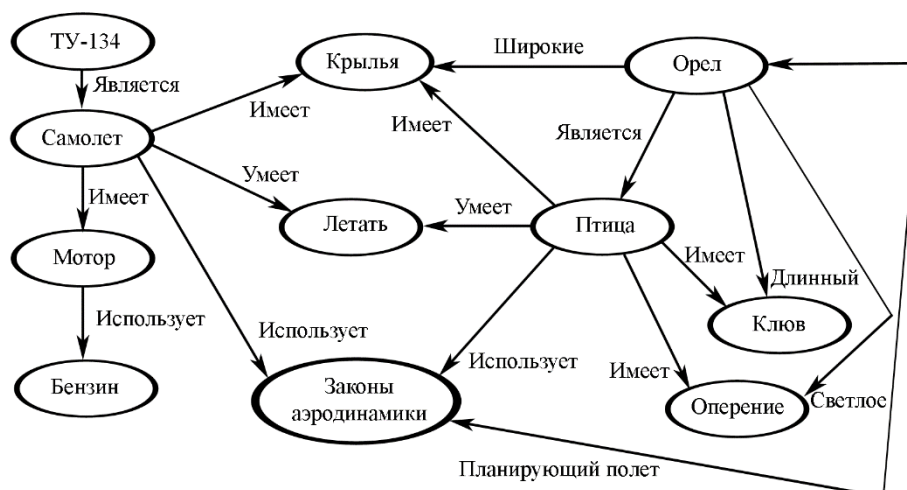 ТУ-134
Является
Самолет
Имеет
Мотор
Использует
Бензин
Крылья
Имеет
Умеет
Летать
Использует
Законы
аэродинамики
Широкие
Орел
Имеет
Является
Умеет
Птица
Имеет
Длинный
Клюв
Использует
Имеет
Оперение
Светлое
Планирующий полет